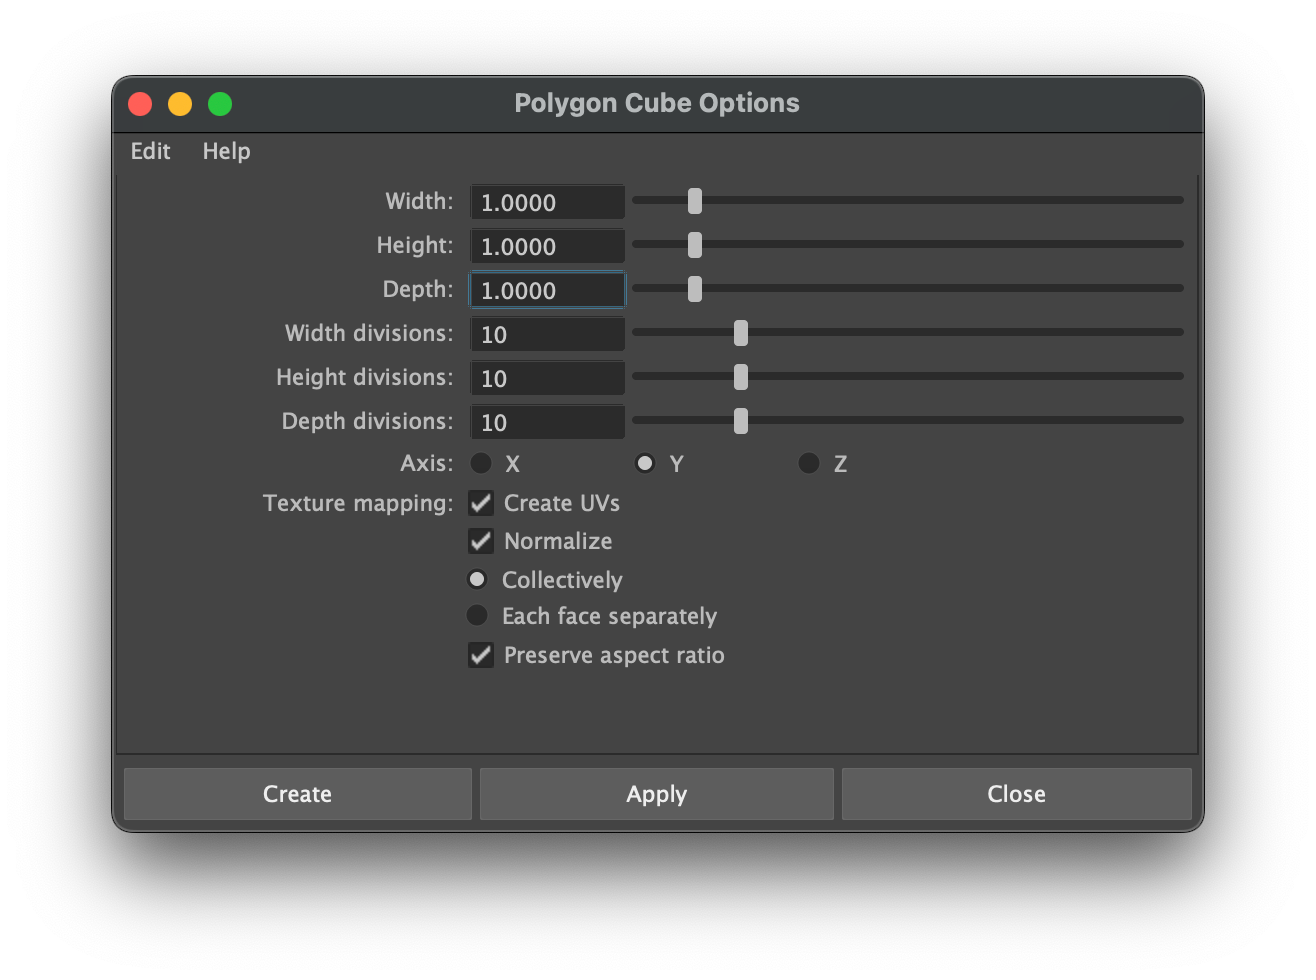 Polygon Cube Options
Edit Help
Width: 1.0000
Height: 1.0000
Depth: 1.0000
Width divisions: 10
Height divisions: 10
Depth divisions: 10
Axis: X Y Z
Texture mapping: Create UVs
Normalize
Collectively
Each face separately
Preserve aspect ratio
Create Apply Close